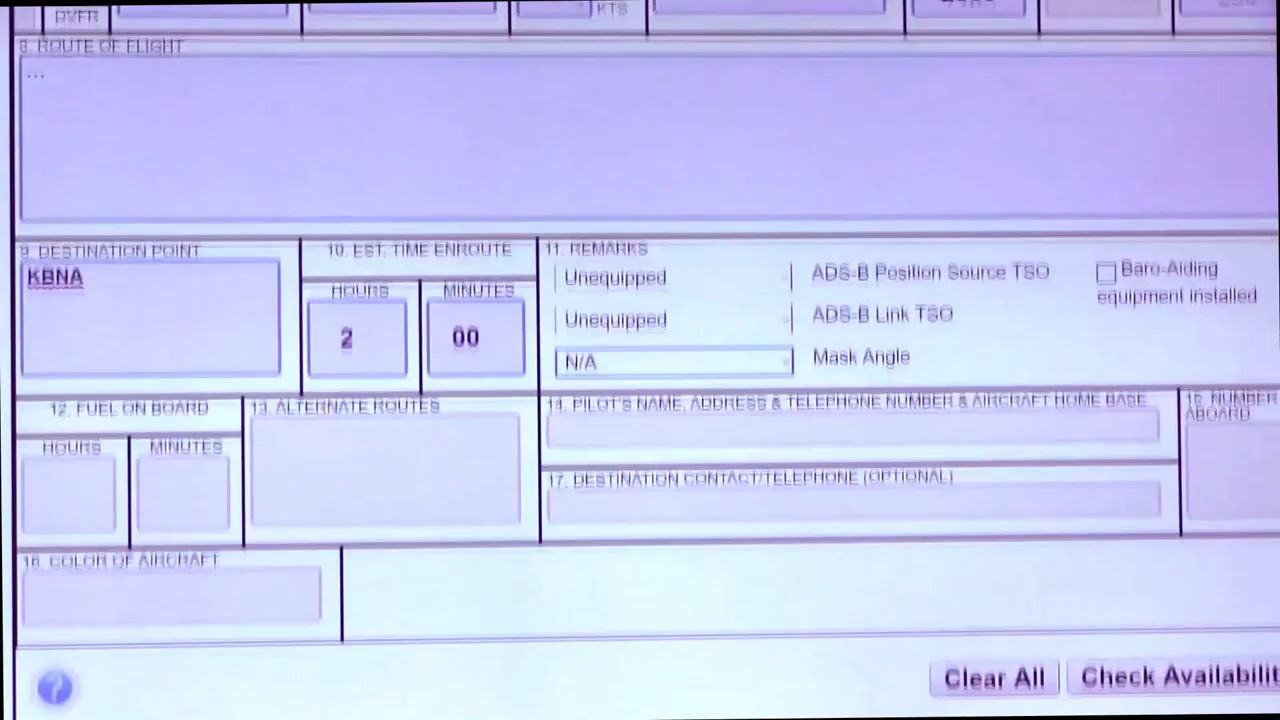 DVFR
KTS
8. ROUTE OF FLIGHT
...
9. DESTINATION POINT
KBNA
10. EST. TIME ENROUTE
HOURS MINUTES
2 00
11. REMARKS
Unequipped ADS-B Position Source TSO
Baro-Aiding
equipment installed
Unequipped ADS-B Link TSO
N/A Mask Angle
12. FUEL ON BOARD
HOURS MINUTES
13. ALTERNATE ROUTES
14. PILOT'S NAME, ADDRESS & TELEPHONE NUMBER & AIRCRAFT HOME BASE
15. NUMBER
ABOARD
17. DESTINATION CONTACT/TELEPHONE (OPTIONAL)
16. COLOR OF AIRCRAFT
?
Clear All Check Availabilit